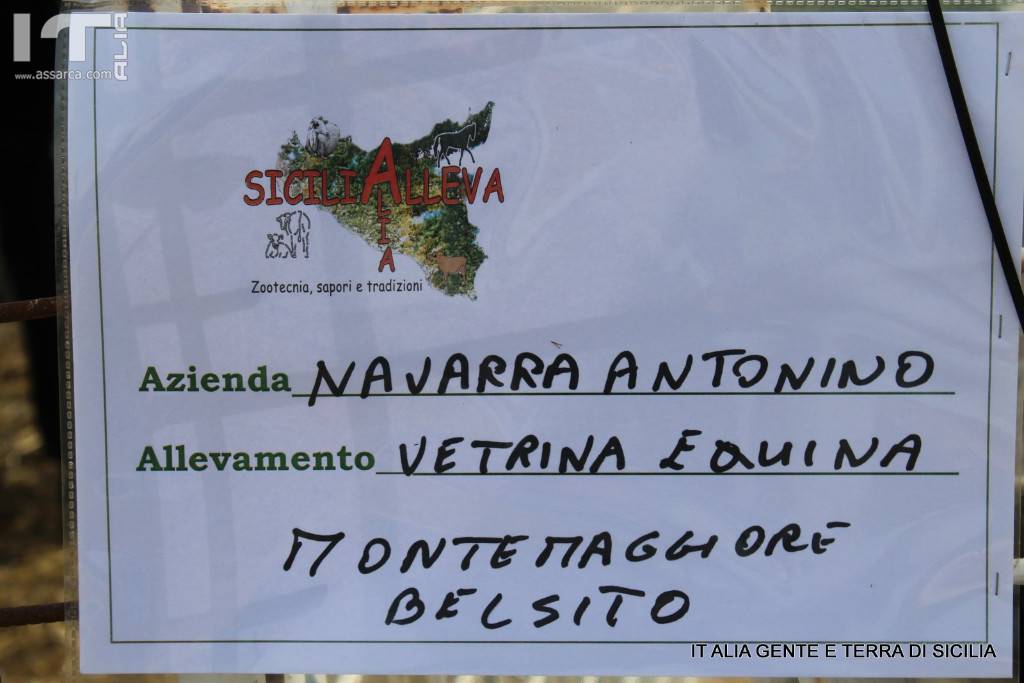 IT ALIA
www.assarca.com
SICILIALLEVA
ALIA
Zootecnia, sapori e tradizioni
Azienda NAVARRA ANTONINO
Allevamento VETRINA EQUINA
MONTEMAGGIORE
BELSITO
IT ALIA GENTE E TERRA DI SICILIA